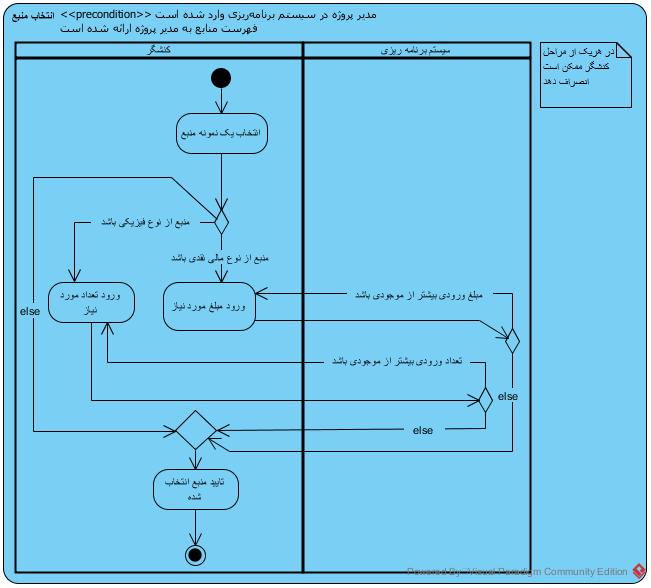 انتخاب منبع <<precondition>> مدیر پروژه در سیستم برنامه‌ریزی وارد شده است
فهرست منابع به مدیر پروژه ارائه شده است
کنشگر
سیستم برنامه ریزی
در هریک از مراحل
کنشگر ممکن است
انصراف دهد
انتخاب یک نمونه منبع
منبع از نوع فیزیکی باشد
منبع از نوع مالی نقدی باشد
ورود تعداد مورد
نیاز
ورود مبلغ مورد نیاز
مبلغ ورودی بیشتر از موجودی باشد
else
تعداد ورودی بیشتر از موجودی باشد
else
else
تایید منبع انتخاب
شده
Powered By Visual Paradigm Community Edition